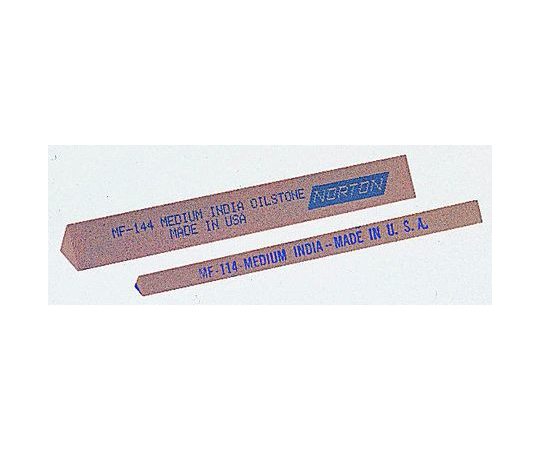 MF-144 MEDIUM INDIA OILSTONE
MADE IN USA
NORTON
MF-114-MEDIUM INDIA-MADE IN U.S.A.